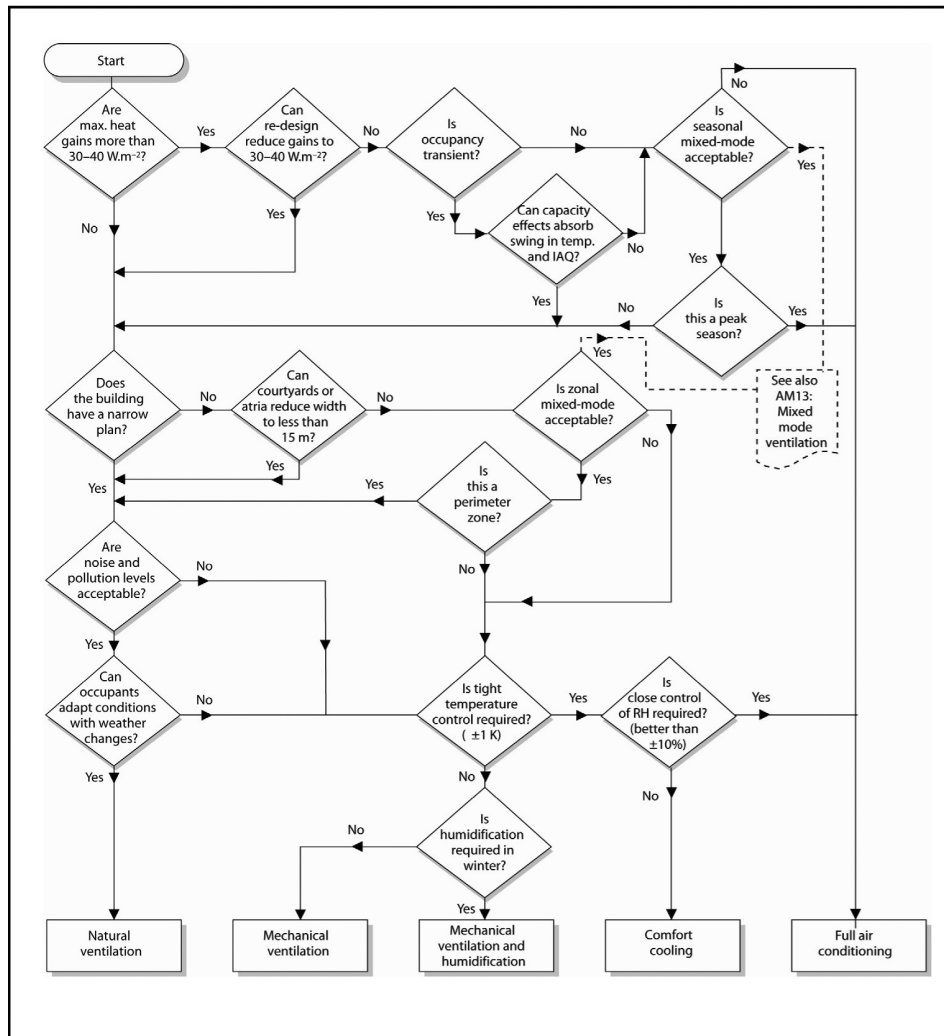 Start
No
Are
max. heat
gains more than
30–40 W.m⁻²?
Yes
Can
re-design
reduce gains to
30–40 W.m⁻²?
No
Is
occupancy
transient?
No
Is
seasonal
mixed-mode
acceptable?
Yes
No
Yes
Yes
Can capacity
effects absorb
swing in temp.
and IAQ?
No
Yes
Yes
No
Is
this a peak
season?
Yes
Yes
See also
AM13:
Mixed
mode
ventilation
Does
the building
have a narrow
plan?
No
Can
courtyards or
atria reduce width
to less than
15 m?
No
Is zonal
mixed-mode
acceptable?
No
Yes
Yes
Yes
Is
this a
perimeter
zone?
Yes
No
Are
noise and
pollution levels
acceptable?
No
Yes
Can
occupants
adapt conditions
with weather
changes?
No
Is tight
temperature
control required?
( ±1 K)
Yes
Is
close control
of RH required?
(better than
±10%)
Yes
Yes
No
No
Is
humidification
required in
winter?
No
Yes
Natural
ventilation
Mechanical
ventilation
Mechanical
ventilation and
humidification
Comfort
cooling
Full air
conditioning